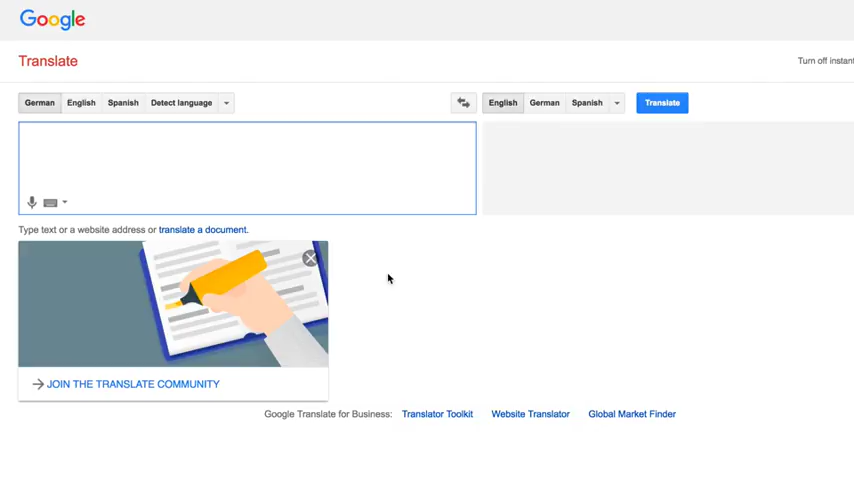 Google
Translate
Turn off instant
German English Spanish Detect language
English German Spanish Translate
Type text or a website address or translate a document.
JOIN THE TRANSLATE COMMUNITY
Google Translate for Business: Translator Toolkit Website Translator Global Market Finder